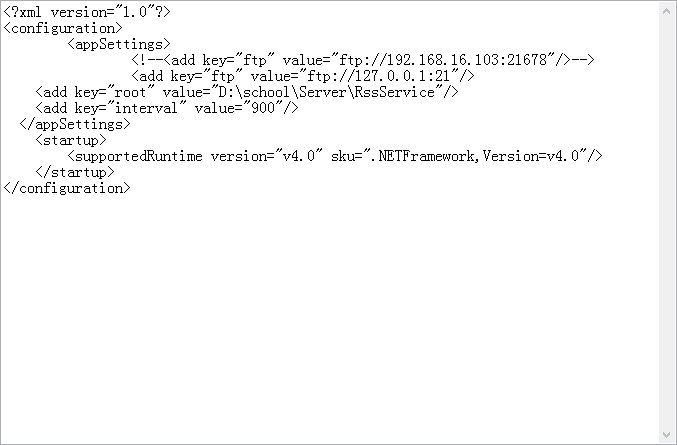 <?xml version="1.0"?>
<configuration>
<appSettings>
<!--<add key="ftp" value="ftp://192.168.16.103:21678"/>-->
<add key="ftp" value="ftp://127.0.0.1:21"/>
<add key="root" value="D:\school\Server\RssService"/>
<add key="interval" value="900"/>
</appSettings>
<startup>
<supportedRuntime version="v4.0" sku=".NETFramework,Version=v4.0"/>
</startup>
</configuration>